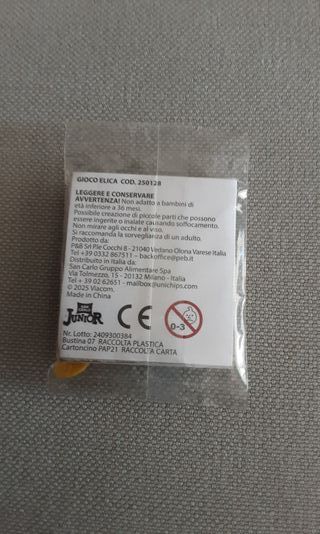 GIOCO ELICA COD. 250128
LEGGERE E CONSERVARE
AVVERTENZA! Non adatto a bambini di
età inferiore a 36 mesi.
Possibile creazione di piccole parti che possono
essere ingerite o inalate causando soffocamento.
Non mirare agli occhi e al viso.
Si raccomanda la sorveglianza di un adulto.
Prodotto da:
P&B Srl P.le Cocchi 8 - 21040 Vedano Olona Varese Italia
Tel +39 0332 867511 – backoffice@peb.it
Distribuito in Italia da:
San Carlo Gruppo Alimentare Spa
Via Tolmezzo, 15 - 20132 Milano - Italia
Tel + 39 02 62651 - mailbox@unichips.com
© 2025 Viacom.
Made in China
JUNIOR CE 0-3
Nr. Lotto: 2409300384
Bustina 07 RACCOLTA PLASTICA
Cartoncino PAP21 RACCOLTA CARTA